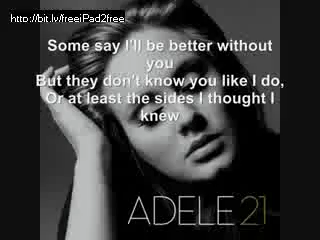 http://bit.lv/freeiPad2free
Some say I'll be better without
you
But they don't know you like I do,
Or at least the sides I thought I
knew
ADELE 21